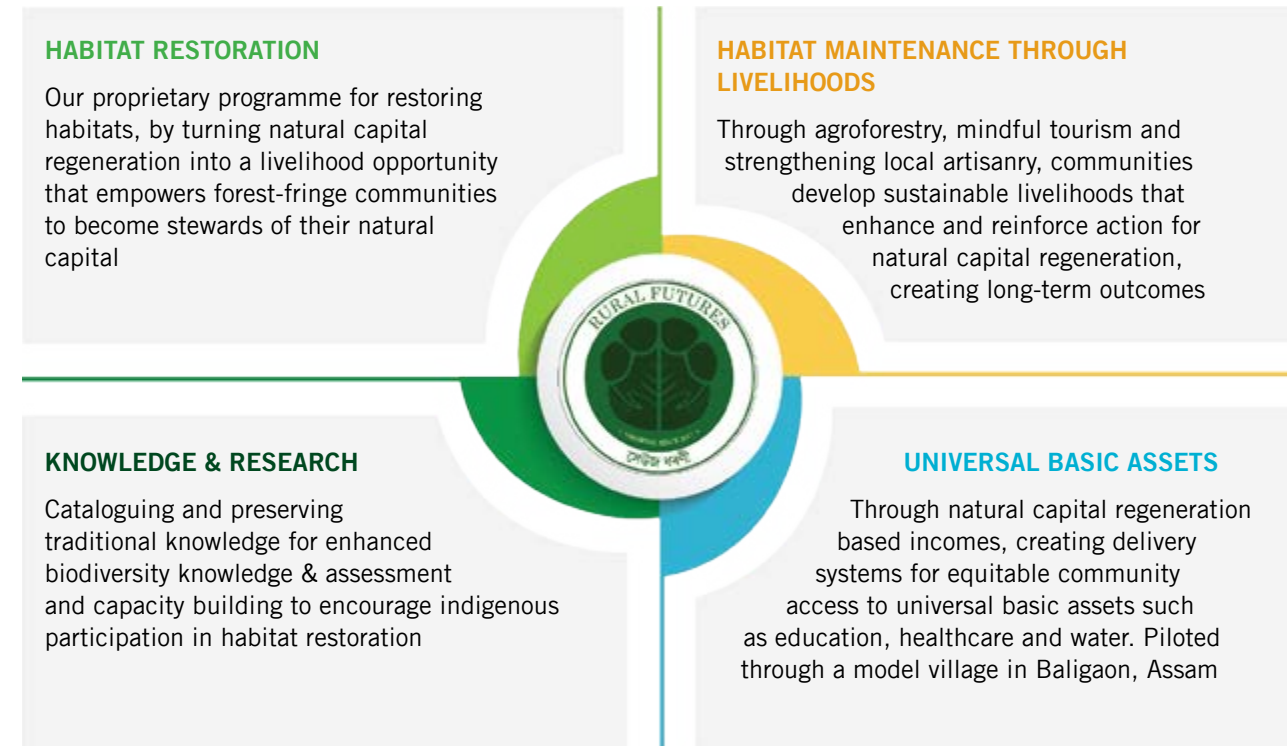 HABITAT RESTORATION
Our proprietary programme for restoring
habitats, by turning natural capital
regeneration into a livelihood opportunity
that empowers forest-fringe communities
to become stewards of their natural
capital
HABITAT MAINTENANCE THROUGH
LIVELIHOODS
Through agroforestry, mindful tourism and
strengthening local artisanry, communities
develop sustainable livelihoods that
enhance and reinforce action for
natural capital regeneration,
creating long-term outcomes
RURAL FUTURES
KNOWLEDGE & RESEARCH
Cataloguing and preserving
traditional knowledge for enhanced
biodiversity knowledge & assessment
and capacity building to encourage indigenous
participation in habitat restoration
UNIVERSAL BASIC ASSETS
Through natural capital regeneration
based incomes, creating delivery
systems for equitable community
access to universal basic assets such
as education, healthcare and water. Piloted
through a model village in Baligaon, Assam